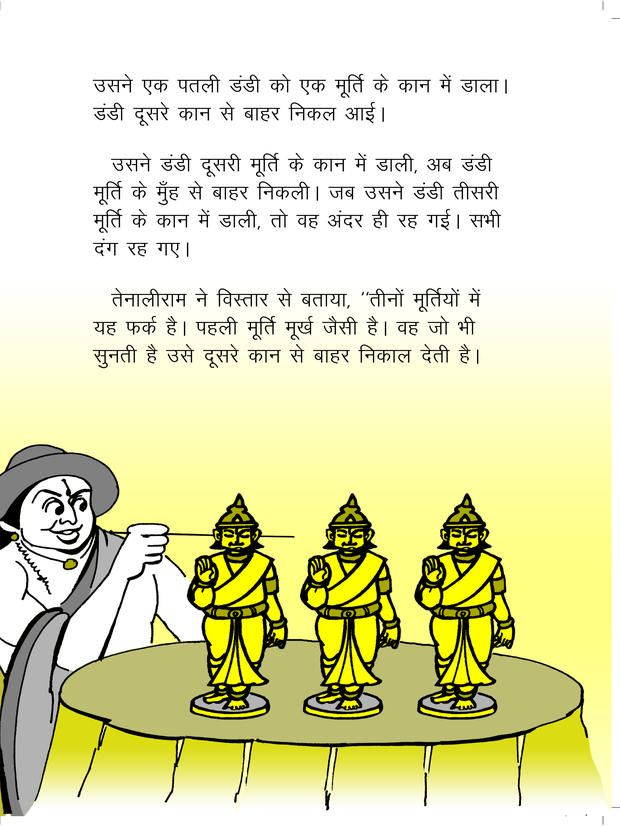 उसने एक पतली डंडी को एक मूर्ति के कान में डाला।
डंडी दूसरे कान से बाहर निकल आई।
उसने डंडी दूसरी मूर्ति के कान में डाली, अब डंडी
मूर्ति के मुँह से बाहर निकली। जब उसने डंडी तीसरी
मूर्ति के कान में डाली, तो वह अंदर ही रह गई। सभी
दंग रह गए।
तेनालीराम ने विस्तार से बताया, ‘‘तीनों मूर्तियों में
यह फर्क है। पहली मूर्ति मूर्ख जैसी है। वह जो भी
सुनती है उसे दूसरे कान से बाहर निकाल देती है।